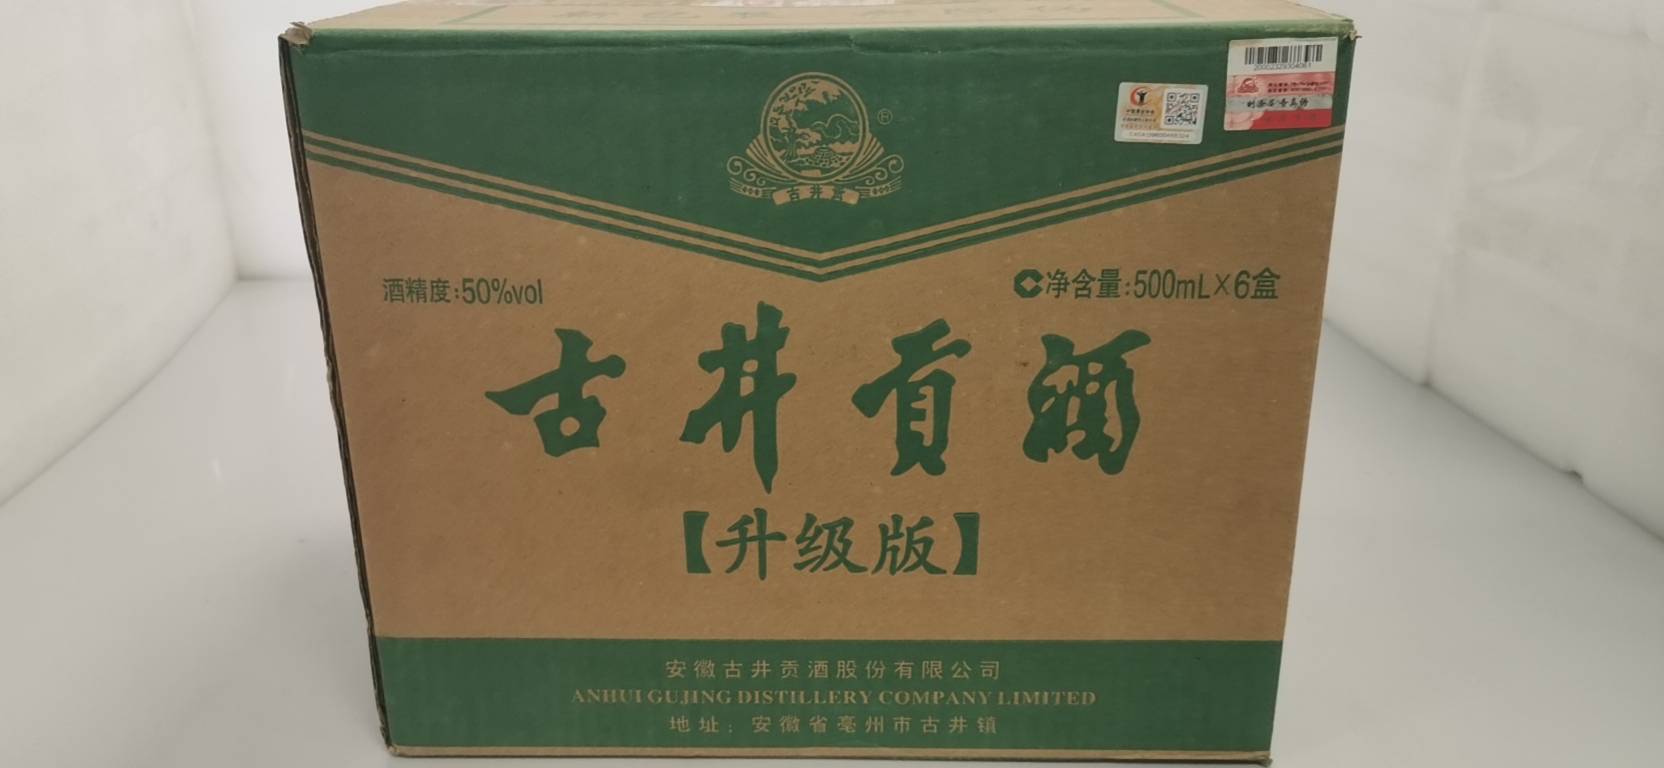 古井贡
®
20002329304061
酒精度:50%vol
净含量:500mL×6盒
古井贡酒
【升级版】
安徽古井贡酒股份有限公司
ANHUI GUJING DISTILLERY COMPANY LIMITED
地址:安徽省亳州市古井镇